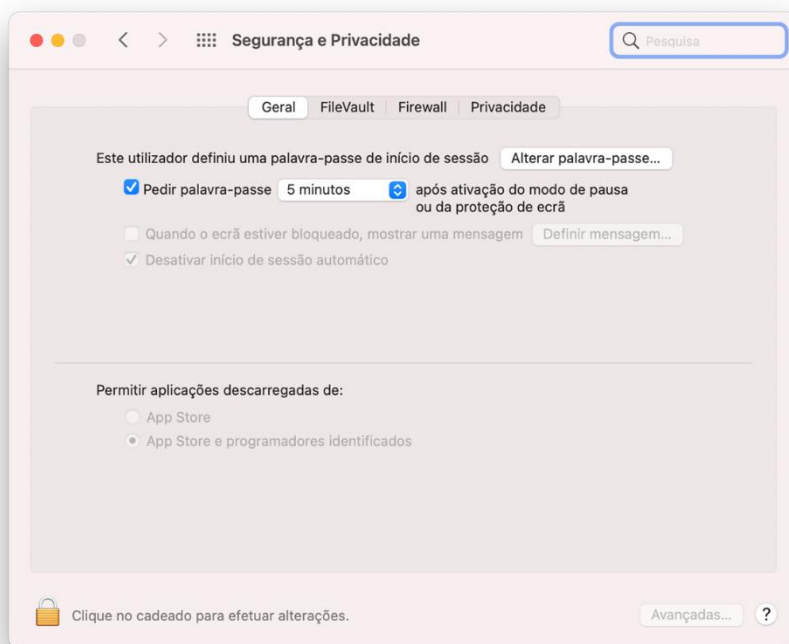 Segurança e Privacidade
Pesquisa
Geral FileVault Firewall Privacidade
Este utilizador definiu uma palavra-passe de início de sessão Alterar palavra-passe...
Pedir palavra-passe 5 minutos após ativação do modo de pausa
ou da proteção de ecrã
Quando o ecrã estiver bloqueado, mostrar uma mensagem Definir mensagem...
Desativar início de sessão automático
Permitir aplicações descarregadas de:
App Store
App Store e programadores identificados
Clique no cadeado para efetuar alterações. Avançadas... ?